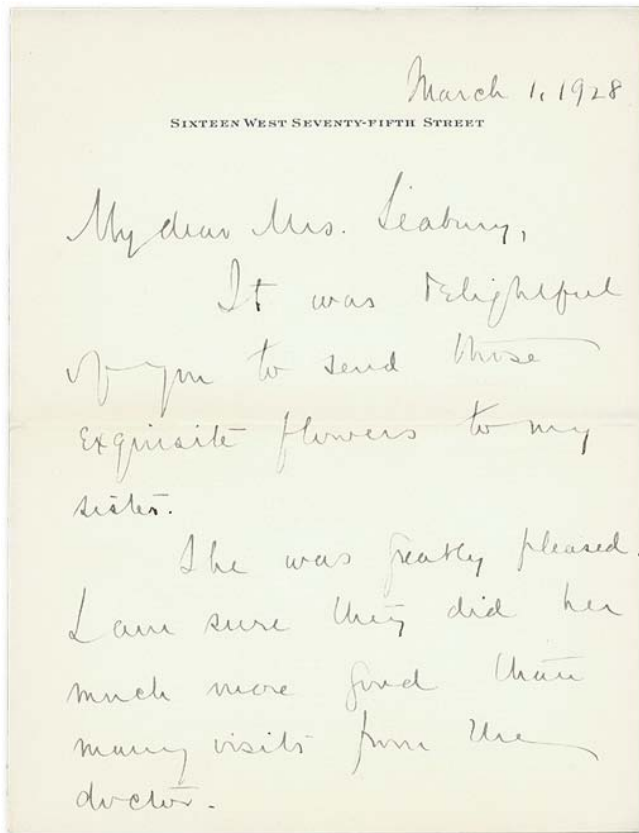 March 1, 1928
SIXTEEN WEST SEVENTY-FIFTH STREET
My dear Mrs. Seabury,
It was delightful
of you to send those
exquisite flowers to my
sister.
She was greatly pleased.
I am sure they did her
much more good than
many visits from the
doctor.